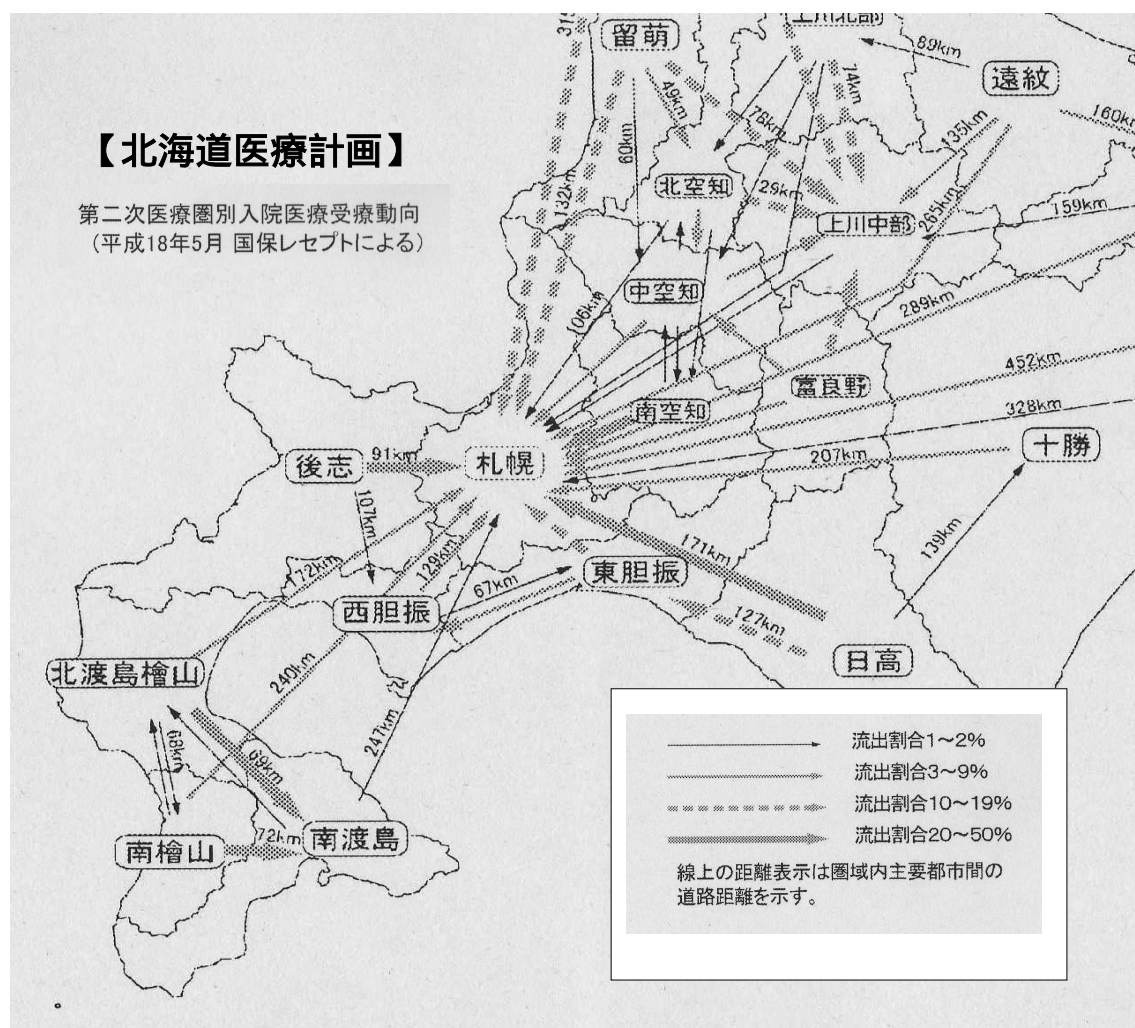 319
留萌
上川北部
89km
遠紋
49km
76km
74km
160km
60km
135km
【北海道医療計画】
132km
北空知
29km
265km
159km
第二次医療圏別入院医療受療動向
（平成18年5月 国保レセプトによる）
上川中部
中空知
106km
289km
452km
富良野
南空知
328km
後志
91km
札幌
207km
十勝
107km
171km
139km
172km
129km
67km
東胆振
西胆振
127km
日高
北渡島檜山
240km
247km
68km
69km
72km
南檜山
南渡島
流出割合1～2%
流出割合3～9%
流出割合10～19%
流出割合20～50%
線上の距離表示は圏域内主要都市間の
道路距離を示す。